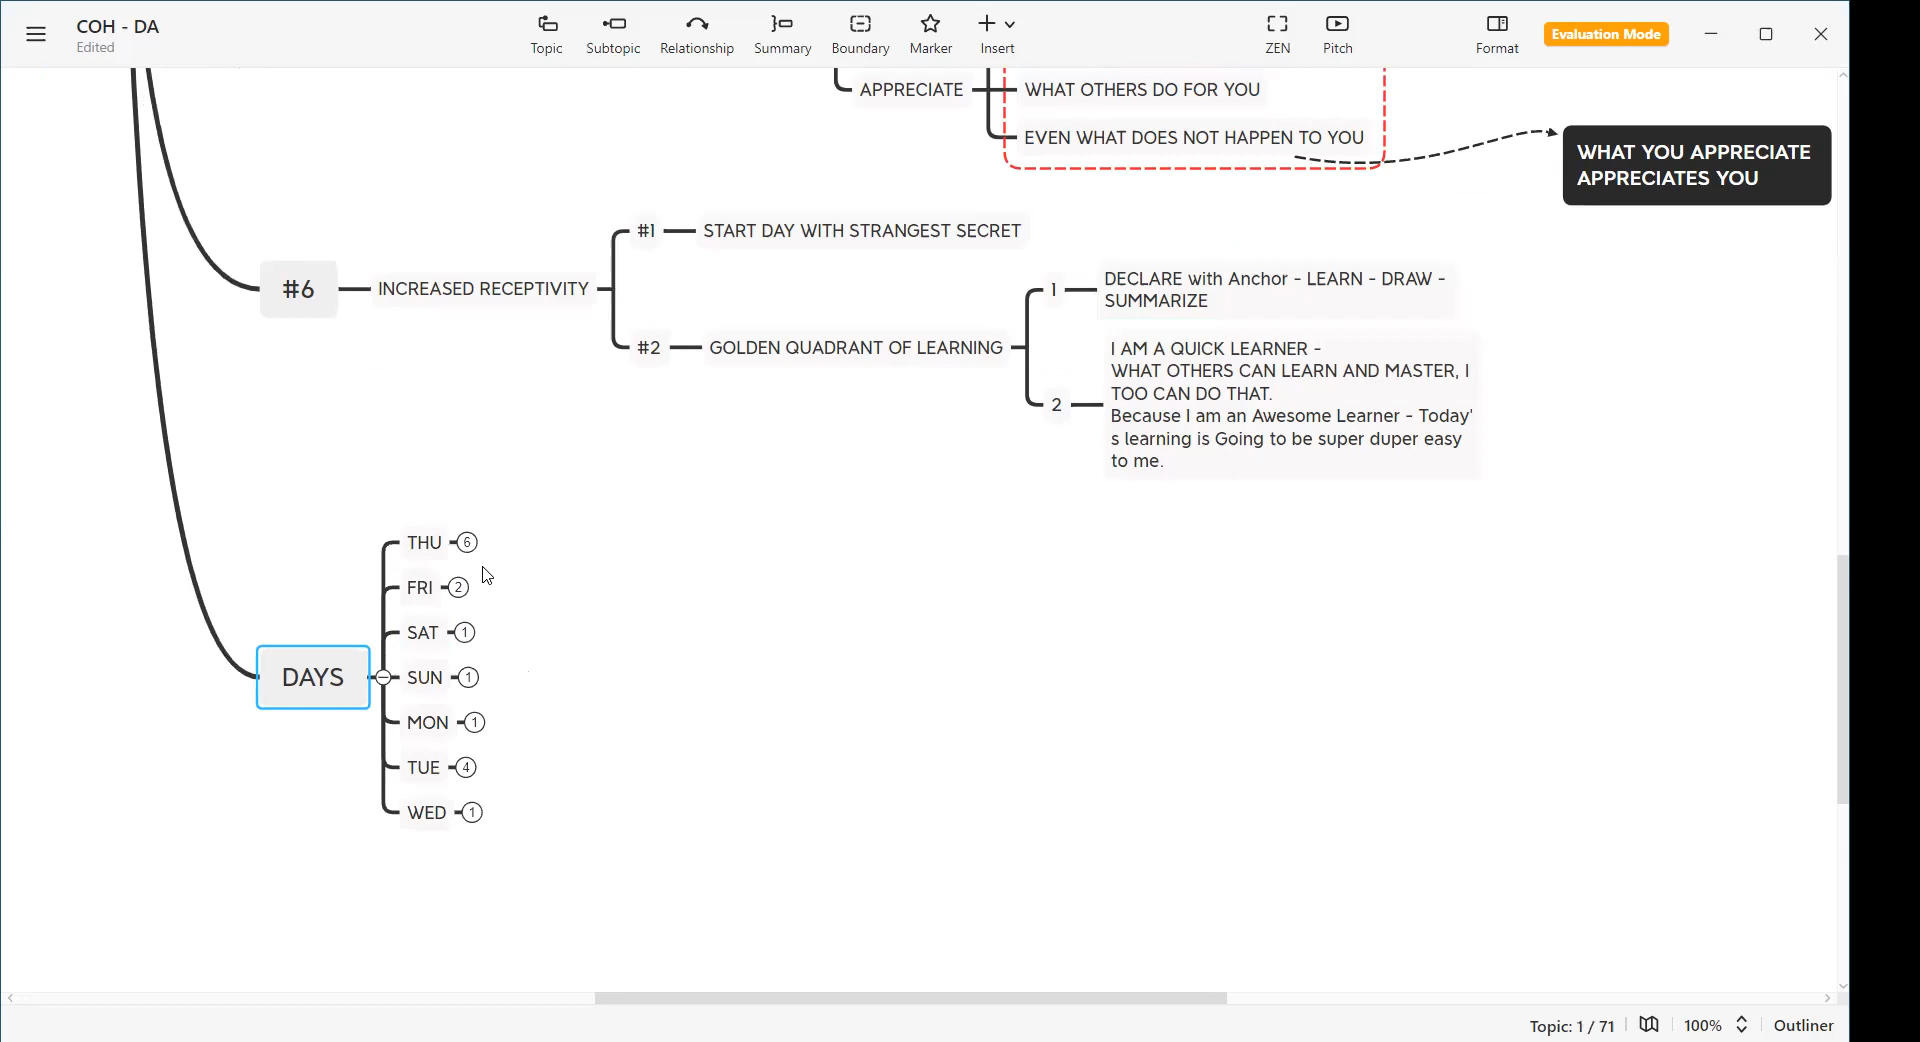 COH - DA
Edited
Topic
Subtopic
Relationship
Summary
Boundary
Marker
Insert
ZEN
Pitch
Format
Evaluation Mode
APPRECIATE
WHAT OTHERS DO FOR YOU
EVEN WHAT DOES NOT HAPPEN TO YOU
WHAT YOU APPRECIATE
APPRECIATES YOU
#6
INCREASED RECEPTIVITY
#1
START DAY WITH STRANGEST SECRET
#2
GOLDEN QUADRANT OF LEARNING
1
DECLARE with Anchor - LEARN - DRAW -
SUMMARIZE
2
I AM A QUICK LEARNER -
WHAT OTHERS CAN LEARN AND MASTER, I
TOO CAN DO THAT.
Because I am an Awesome Learner - Today'
s learning is Going to be super duper easy
to me.
DAYS
THU 6
FRI 2
SAT 1
SUN 1
MON 1
TUE 4
WED 1
Topic: 1 / 71
100%
Outliner